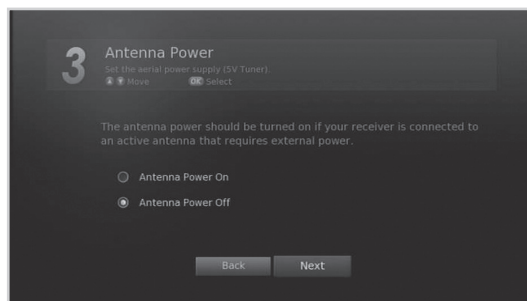 3
Antenna Power
Set the aerial power supply (5V Tuner).
Move OK Select
The antenna power should be turned on if your receiver is connected to
an active antenna that requires external power.
Antenna Power On
Antenna Power Off
Back Next